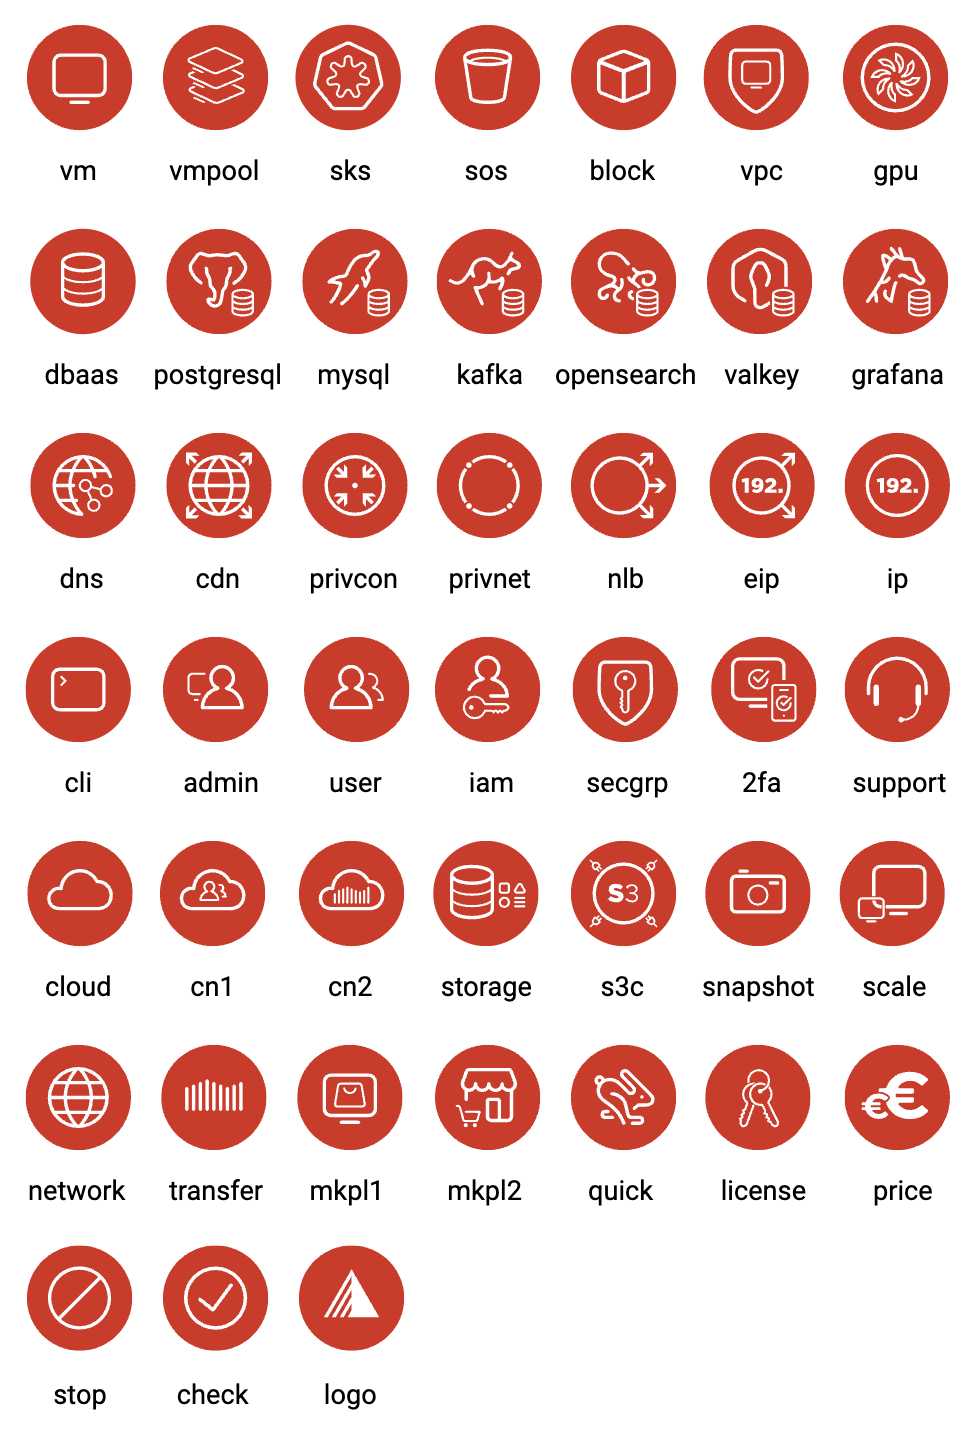 vm vmpool sks sos block vpc gpu
dbaas postgresql mysql kafka opensearch valkey grafana
192. 192.
dns cdn privcon privnet nlb eip ip
cli admin user iam secgrp 2fa support
S3
cloud cn1 cn2 storage s3c snapshot scale
€€
network transfer mkpl1 mkpl2 quick license price
stop check logo